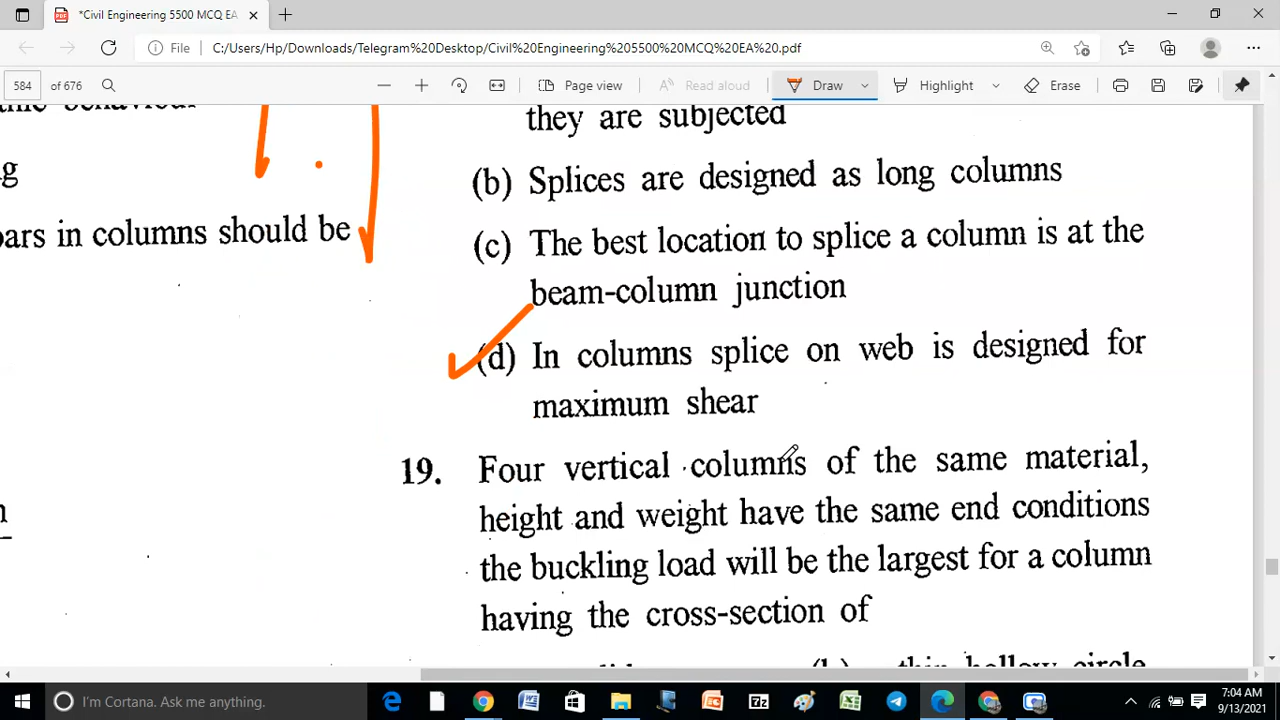 *Civil Engineering 5500 MCQ EA
File
C:/Users/Hp/Downloads/Telegram%20Desktop/Civil%20Engineering%205500%20MCQ%20EA%20.pdf
584 of 676
Page view
Read aloud
Draw
Highlight
Erase
behaviour
g
bars in columns should be
they are subjected
(b) Splices are designed as long columns
(c) The best location to splice a column is at the
beam-column junction
(d) In columns splice on web is designed for
maximum shear
19. Four vertical columns of the same material,
height and weight have the same end conditions
the buckling load will be the largest for a column
having the cross-section of
(b) a thin hollow circle
I'm Cortana. Ask me anything.
7:04 AM
9/13/2021